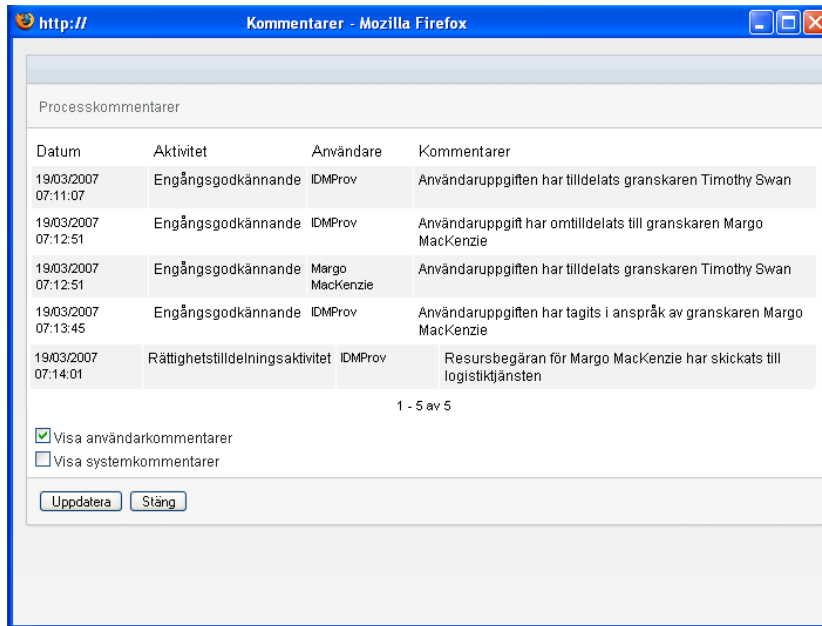 http:// Kommentarer - Mozilla Firefox
Processkommentarer
Datum Aktivitet Användare Kommentarer
19/03/2007 Engångsgodkännande IDMProv Användaruppgiften har tilldelats granskaren Timothy Swan
07:11:07
19/03/2007 Engångsgodkännande IDMProv Användaruppgift har omtilldelats till granskaren Margo
07:12:51 MacKenzie
19/03/2007 Engångsgodkännande Margo Användaruppgiften har tilldelats granskaren Timothy Swan
07:12:51 MacKenzie
19/03/2007 Engångsgodkännande IDMProv Användaruppgiften har tagits i anspråk av granskaren Margo
07:13:45 MacKenzie
19/03/2007 Rättighetstilldelningsaktivitet IDMProv Resursbegäran för Margo MacKenzie har skickats till
07:14:01 logistiktjänsten
1 - 5 av 5
Visa användarkommentarer
Visa systemkommentarer
Uppdatera Stäng